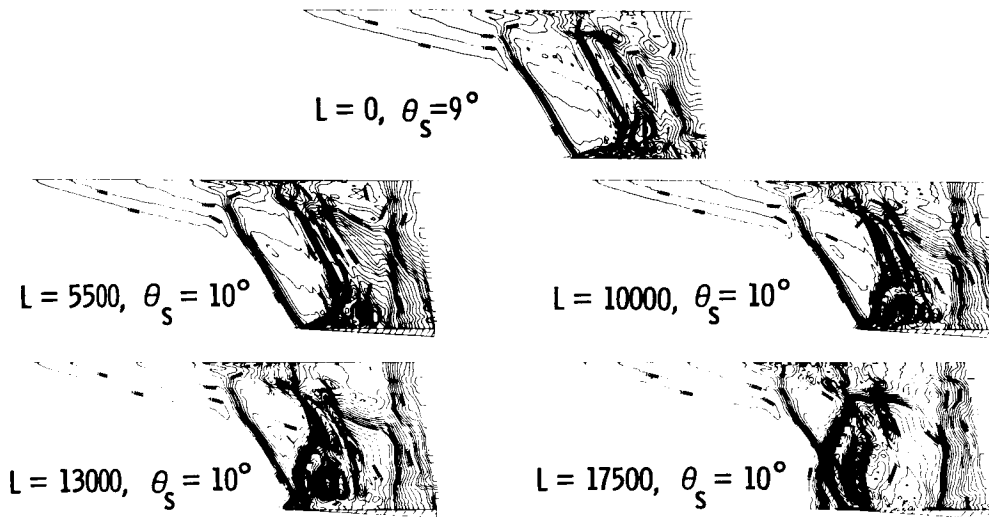 L = 0, θs=9°
L = 5500, θs = 10°
L = 10000, θs= 10°
L = 13000, θs = 10°
L = 17500, θs = 10°